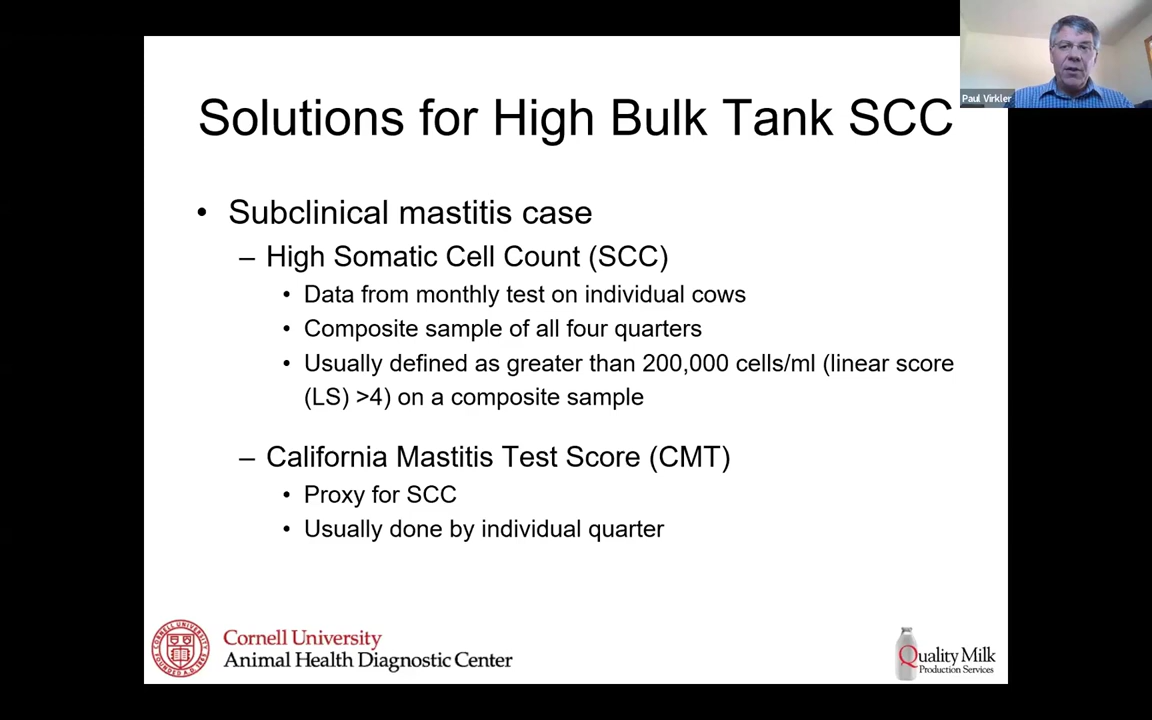 Paul Virkler
Solutions for High Bulk Tank SCC
• Subclinical mastitis case
– High Somatic Cell Count (SCC)
• Data from monthly test on individual cows
• Composite sample of all four quarters
• Usually defined as greater than 200,000 cells/ml (linear score
(LS) >4) on a composite sample
– California Mastitis Test Score (CMT)
• Proxy for SCC
• Usually done by individual quarter
Cornell University
Animal Health Diagnostic Center
Quality Milk
Production Services